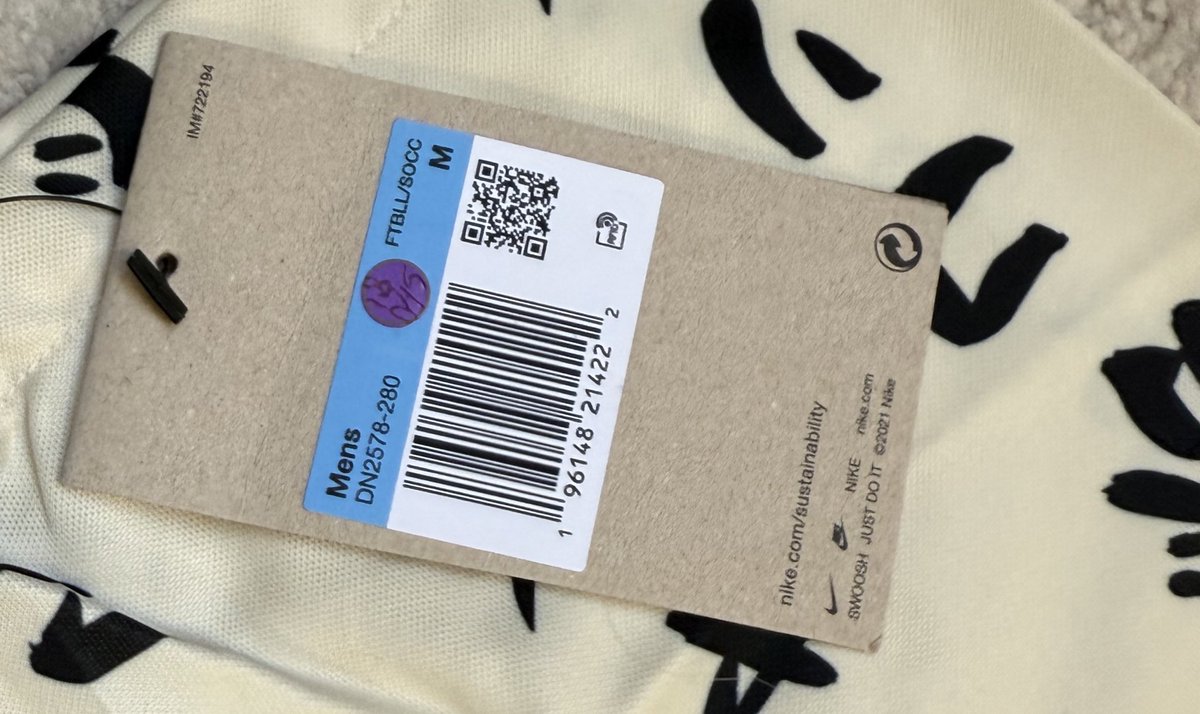 IM#722194
FTBLL/SOCC M
Mens
DN2578-280
1 96148 21422 2
nike.com/sustainability
NIKE nike.com
SWOOSH JUST DO IT ©2021 Nike